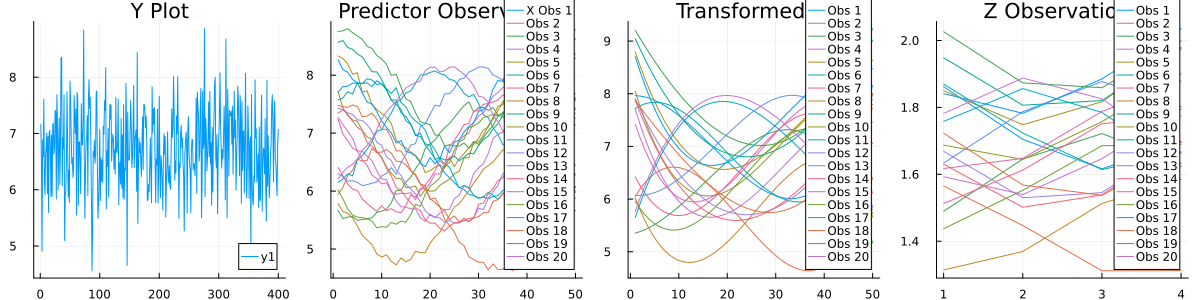 Y Plot
8
7
6
5
0
100
200
300
400
y1
Predictor Observ
8
7
6
5
0
10
20
30
40
50
X Obs 1
Obs 2
Obs 3
Obs 4
Obs 5
Obs 6
Obs 7
Obs 8
Obs 9
Obs 10
Obs 11
Obs 12
Obs 13
Obs 14
Obs 15
Obs 16
Obs 17
Obs 18
Obs 19
Obs 20
Transformed
9
8
7
6
5
0
10
20
30
40
50
Obs 1
Obs 2
Obs 3
Obs 4
Obs 5
Obs 6
Obs 7
Obs 8
Obs 9
Obs 10
Obs 11
Obs 12
Obs 13
Obs 14
Obs 15
Obs 16
Obs 17
Obs 18
Obs 19
Obs 20
Z Observatio
2.0
1.8
1.6
1.4
1
2
3
4
Obs 1
Obs 2
Obs 3
Obs 4
Obs 5
Obs 6
Obs 7
Obs 8
Obs 9
Obs 10
Obs 11
Obs 12
Obs 13
Obs 14
Obs 15
Obs 16
Obs 17
Obs 18
Obs 19
Obs 20